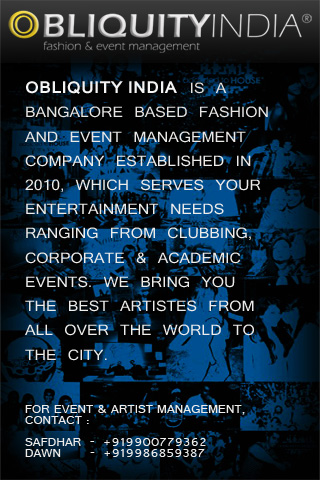 OBLIQUITYINDIA®
fashion & event management
OBLIQUITY INDIA IS A
BANGALORE BASED FASHION
AND EVENT MANAGEMENT
COMPANY ESTABLISHED IN
2010, WHICH SERVES YOUR
ENTERTAINMENT NEEDS
RANGING FROM CLUBBING,
CORPORATE & ACADEMIC
EVENTS. WE BRING YOU
THE BEST ARTISTES FROM
ALL OVER THE WORLD TO
THE CITY.
FOR EVENT & ARTIST MANAGEMENT,
CONTACT :
SAFDHAR - +919900779362
DAWN - +919986859387